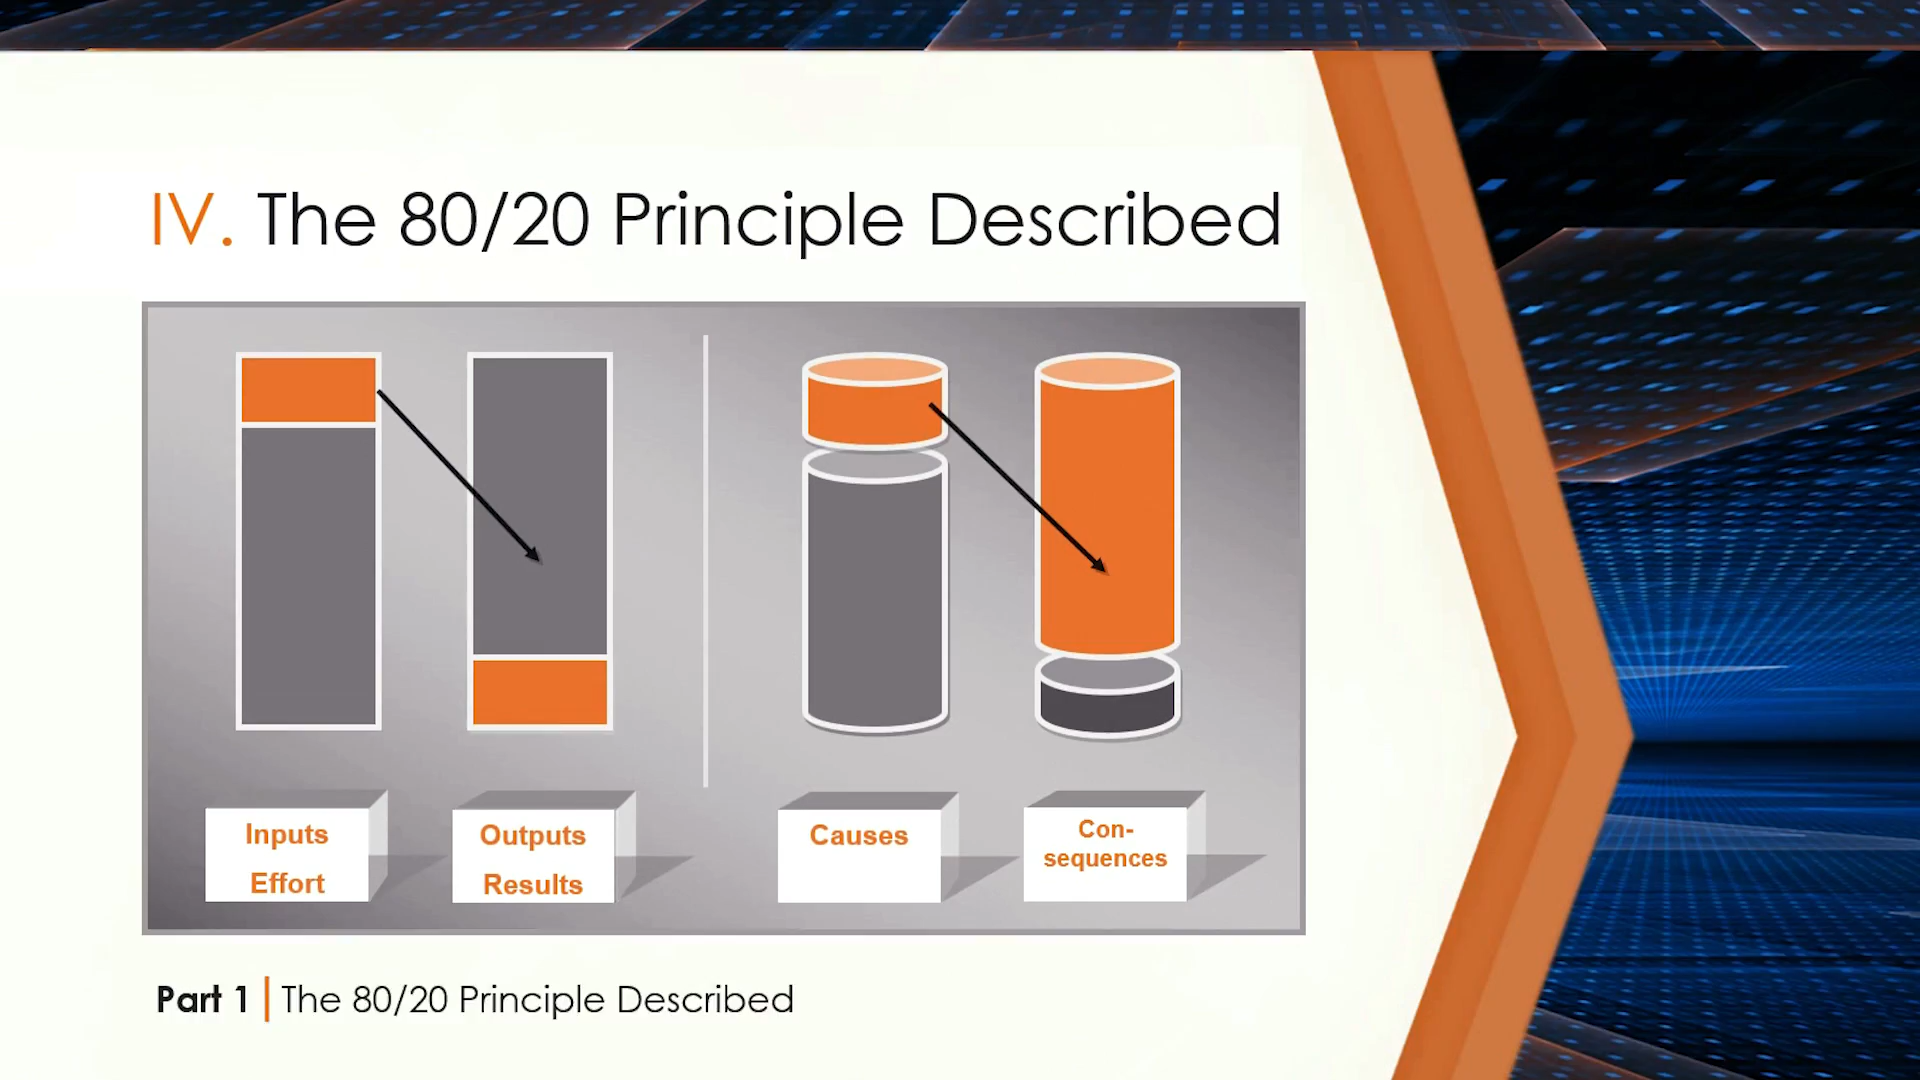 IV. The 80/20 Principle Described
Inputs
Effort
Outputs
Results
Causes
Con-
sequences
Part 1 | The 80/20 Principle Described